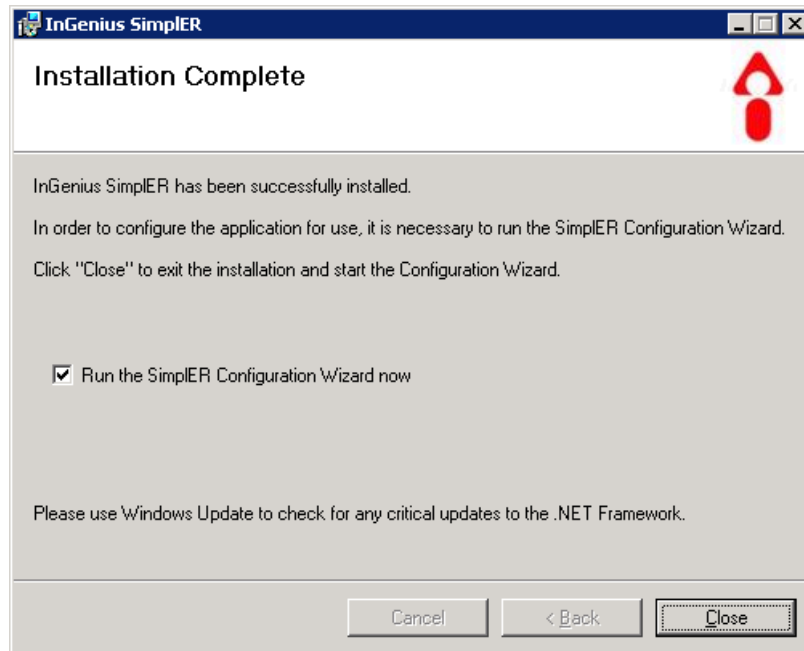 InGenius SimplER
Installation Complete
InGenius SimplER has been successfully installed.
In order to configure the application for use, it is necessary to run the SimplER Configuration Wizard.
Click "Close" to exit the installation and start the Configuration Wizard.
Run the SimplER Configuration Wizard now
Please use Windows Update to check for any critical updates to the .NET Framework.
Cancel
< Back
Close